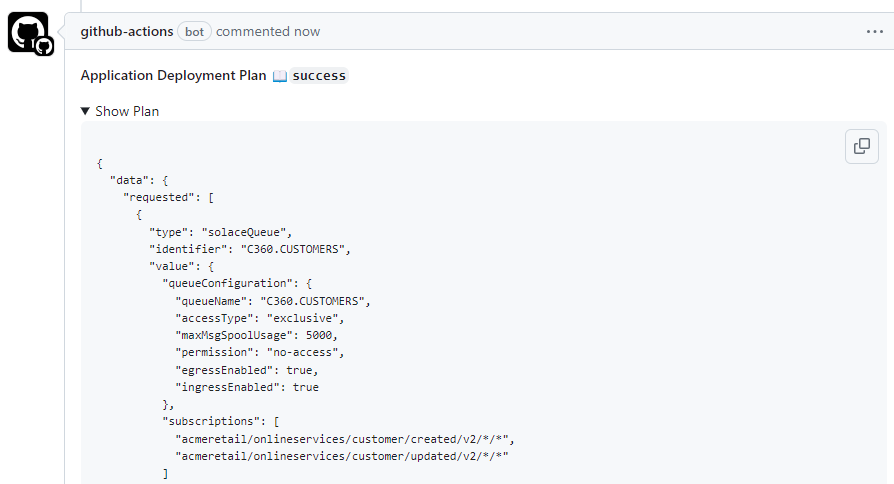 github-actions bot commented now
Application Deployment Plan 📖 success
▼ Show Plan
{
  "data": {
    "requested": [
      {
        "type": "solaceQueue",
        "identifier": "C360.CUSTOMERS",
        "value": {
          "queueConfiguration": {
            "queueName": "C360.CUSTOMERS",
            "accessType": "exclusive",
            "maxMsgSpoolUsage": 5000,
            "permission": "no-access",
            "egressEnabled": true,
            "ingressEnabled": true
          },
          "subscriptions": [
            "acmeretail/onlineservices/customer/created/v2/*/*",
            "acmeretail/onlineservices/customer/updated/v2/*/*"
          ]